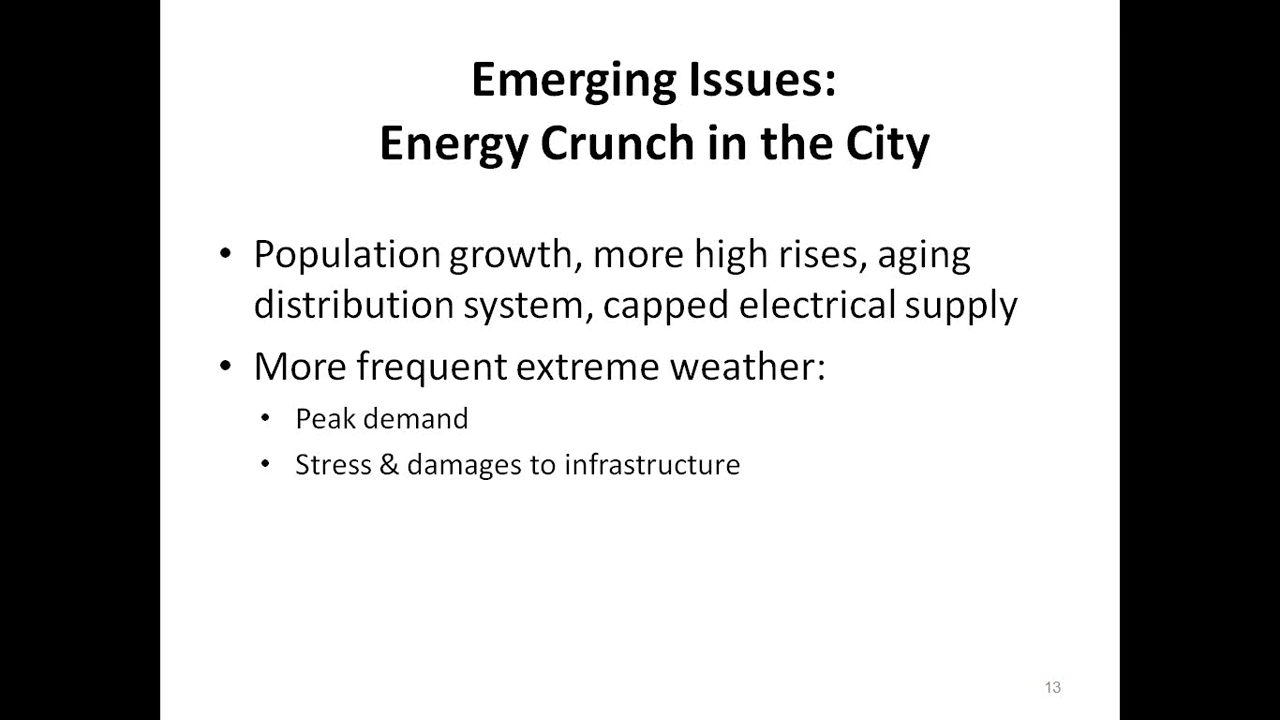 Emerging Issues:
Energy Crunch in the City
• Population growth, more high rises, aging
distribution system, capped electrical supply
• More frequent extreme weather:
• Peak demand
• Stress & damages to infrastructure
13